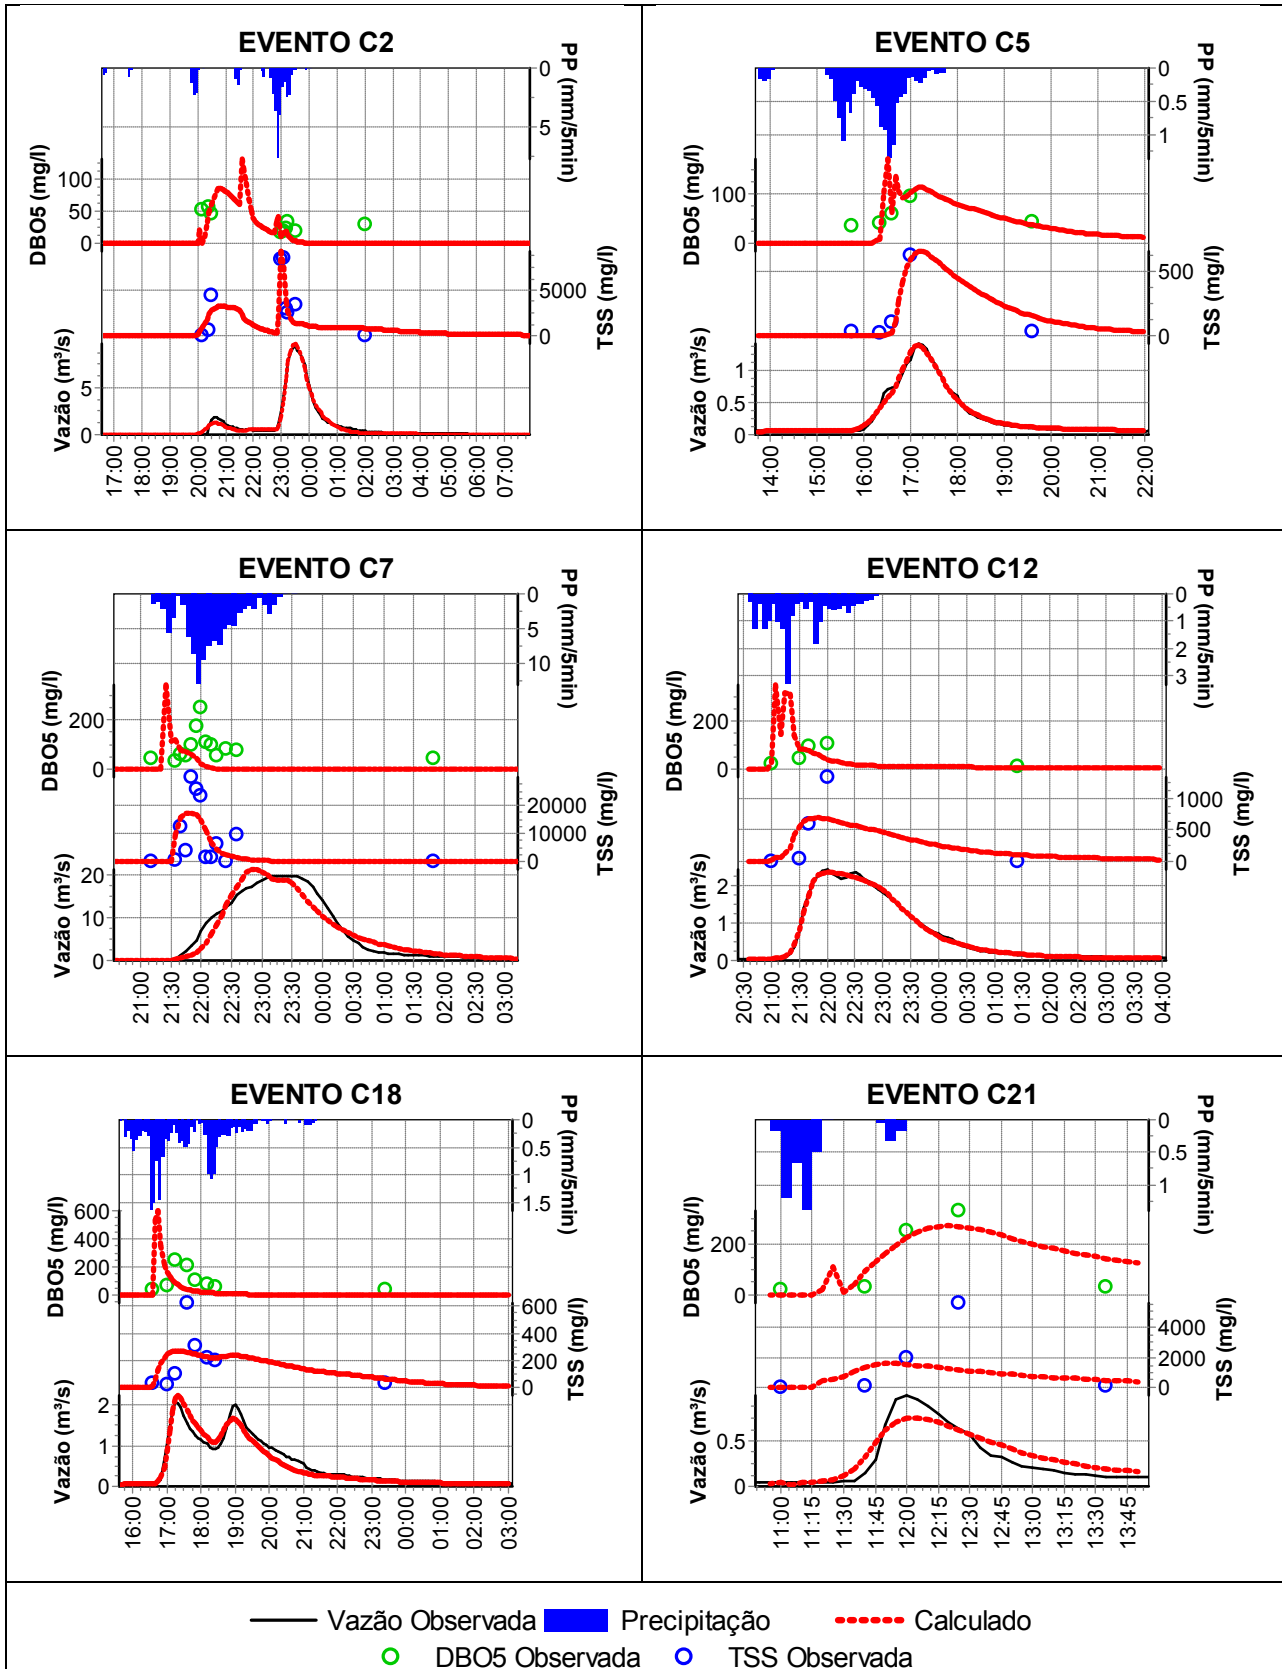 EVENTO C2
PP (mm/5min)
0
5
DBO5 (mg/l)
100
50
0
TSS (mg/l)
5000
0
Vazão (m³/s)
5
0
17:00 18:00 19:00 20:00 21:00 22:00 23:00 00:00 01:00 02:00 03:00 04:00 05:00 06:00 07:00
EVENTO C5
PP (mm/5min)
0
0.5
1
DBO5 (mg/l)
100
0
TSS (mg/l)
500
0
Vazão (m³/s)
1
0.5
0
14:00 15:00 16:00 17:00 18:00 19:00 20:00 21:00 22:00
EVENTO C7
PP (mm/5min)
0
5
10
DBO5 (mg/l)
200
0
TSS (mg/l)
20000
10000
0
Vazão (m³/s)
20
10
0
21:00 21:30 22:00 22:30 23:00 23:30 00:00 00:30 01:00 01:30 02:00 02:30 03:00
EVENTO C12
PP (mm/5min)
0
1
2
3
DBO5 (mg/l)
200
0
TSS (mg/l)
1000
500
0
Vazão (m³/s)
2
1
0
20:30 21:00 21:30 22:00 22:30 23:00 23:30 00:00 00:30 01:00 01:30 02:00 02:30 03:00 03:30 04:00
EVENTO C18
PP (mm/5min)
0
0.5
1
1.5
DBO5 (mg/l)
600
400
200
0
TSS (mg/l)
600
400
200
0
Vazão (m³/s)
2
1
0
16:00 17:00 18:00 19:00 20:00 21:00 22:00 23:00 00:00 01:00 02:00 03:00
EVENTO C21
PP (mm/5min)
0
0.5
1
DBO5 (mg/l)
200
0
TSS (mg/l)
4000
2000
0
Vazão (m³/s)
0.5
0
11:00 11:15 11:30 11:45 12:00 12:15 12:30 12:45 13:00 13:15 13:30 13:45
Vazão Observada Precipitação Calculado
DBO5 Observada TSS Observada